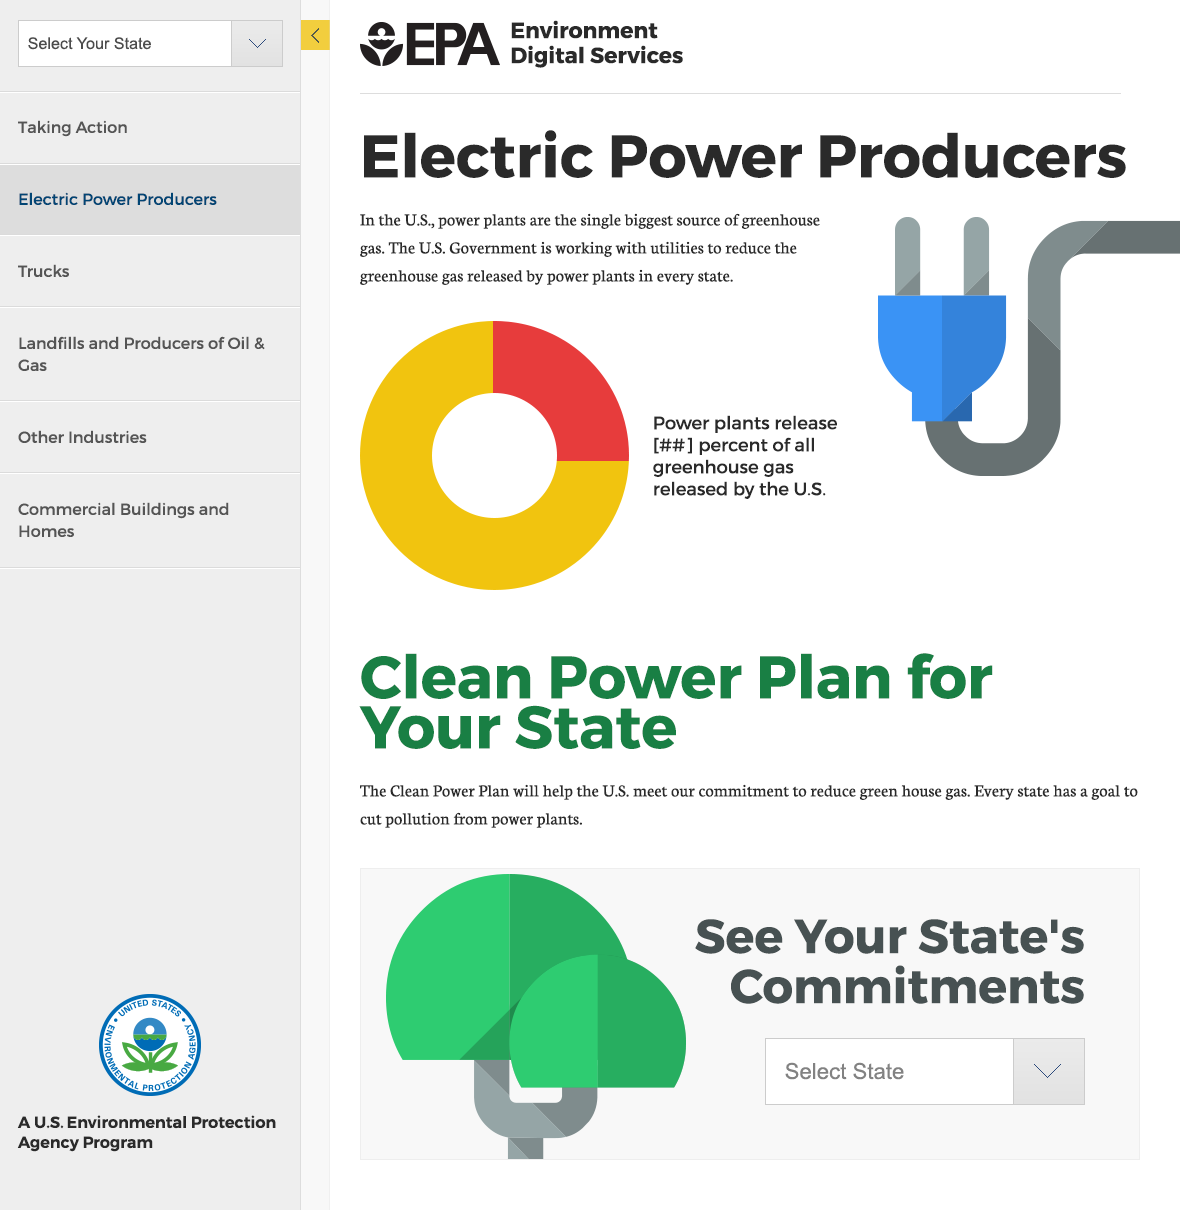 Select Your State
Taking Action
Electric Power Producers
Trucks
Landfills and Producers of Oil &
Gas
Other Industries
Commercial Buildings and
Homes
UNITED STATES
ENVIRONMENTAL PROTECTION AGENCY
A U.S. Environmental Protection
Agency Program
EPA
Environment
Digital Services
Electric Power Producers
In the U.S., power plants are the single biggest source of greenhouse
gas. The U.S. Government is working with utilities to reduce the
greenhouse gas released by power plants in every state.
Power plants release
[##] percent of all
greenhouse gas
released by the U.S.
Clean Power Plan for
Your State
The Clean Power Plan will help the U.S. meet our commitment to reduce green house gas. Every state has a goal to
cut pollution from power plants.
See Your State's
Commitments
Select State